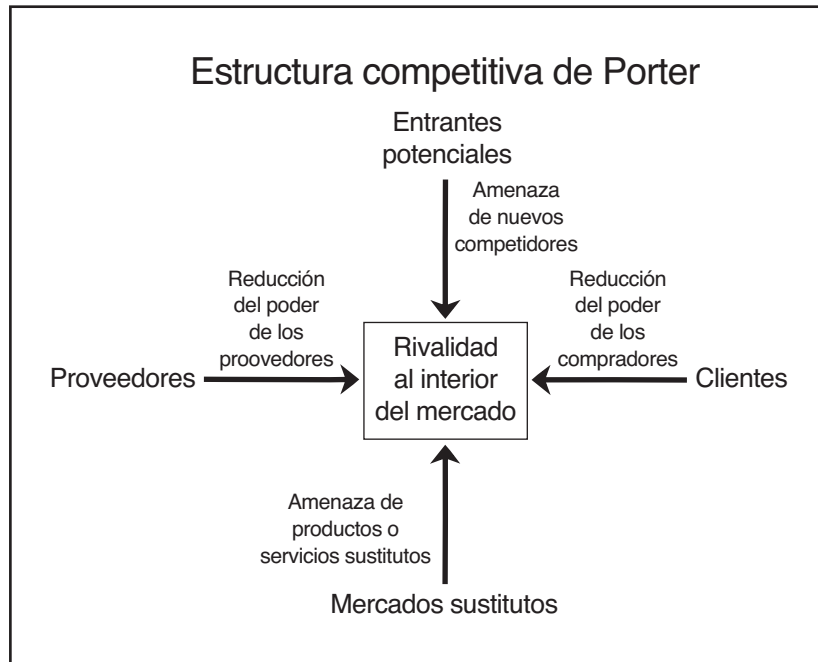 Estructura competitiva de Porter
Entrantes
potenciales
Amenaza
de nuevos
competidores
Reducción
del poder
de los
proovedores
Reducción
del poder
de los
compradores
Proveedores
Rivalidad
al interior
del mercado
Clientes
Amenaza de
productos o
servicios sustitutos
Mercados sustitutos